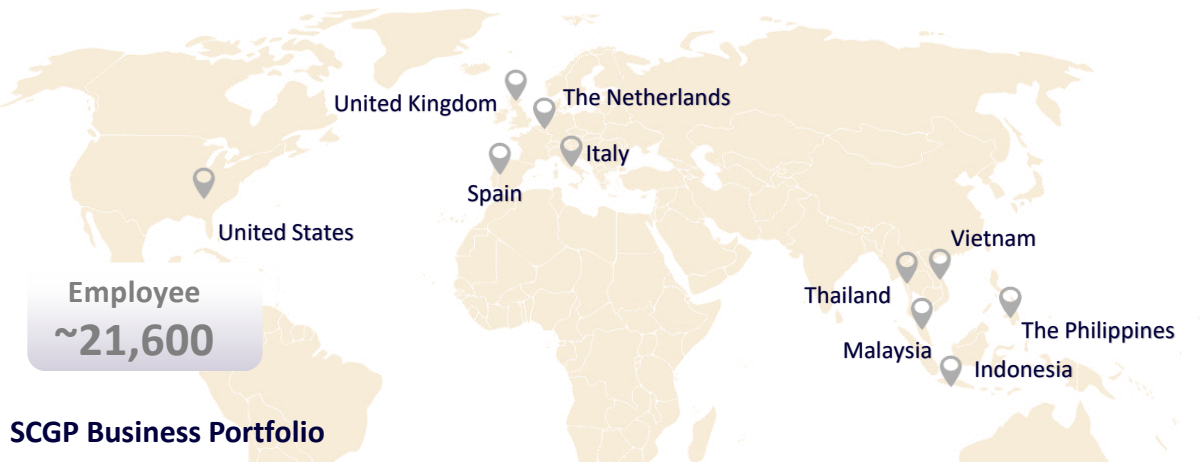 United Kingdom
The Netherlands
Italy
Spain
United States
Vietnam
Thailand
The Philippines
Malaysia
Indonesia
Employee
~21,600
SCGP Business Portfolio